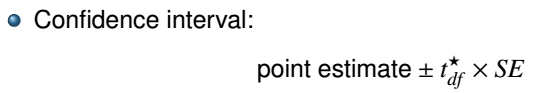 Confidence interval:
point estimate ± t★df × SE